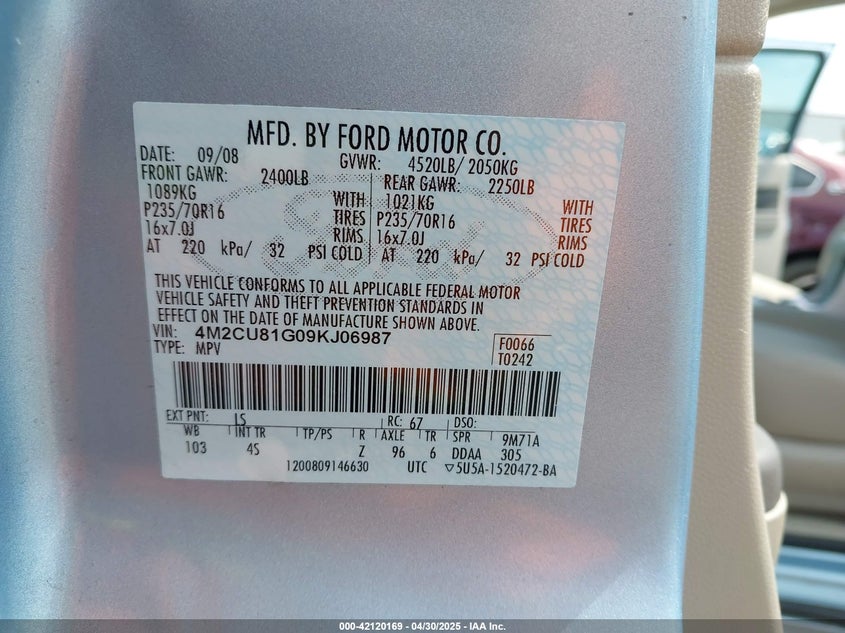 MFD. BY FORD MOTOR CO.
DATE: 09/08 GVWR: 4520LB/ 2050KG
FRONT GAWR: 2400LB REAR GAWR: 2250LB
1089KG WITH 1021KG WITH
P235/70R16 TIRES P235/70R16 TIRES
16x7.0J RIMS 16x7.0J RIMS
AT 220 kPa/ 32 PSI COLD AT 220 kPa/ 32 PSI COLD
THIS VEHICLE CONFORMS TO ALL APPLICABLE FEDERAL MOTOR
VEHICLE SAFETY AND THEFT PREVENTION STANDARDS IN
EFFECT ON THE DATE OF MANUFACTURE SHOWN ABOVE.
VIN: 4M2CU81G09KJ06987 F0066
TYPE: MPV T0242
EXT PNT: LS RC: 67 DSO:
WB INT TR TP/PS R AXLE TR SPR 9M71A
103 4S Z 96 6 DDAA 305
1200809146630 UTC ▽5U5A-1520472-BA
Ford
000-42120169 - 04/30/2025 - IAA Inc.